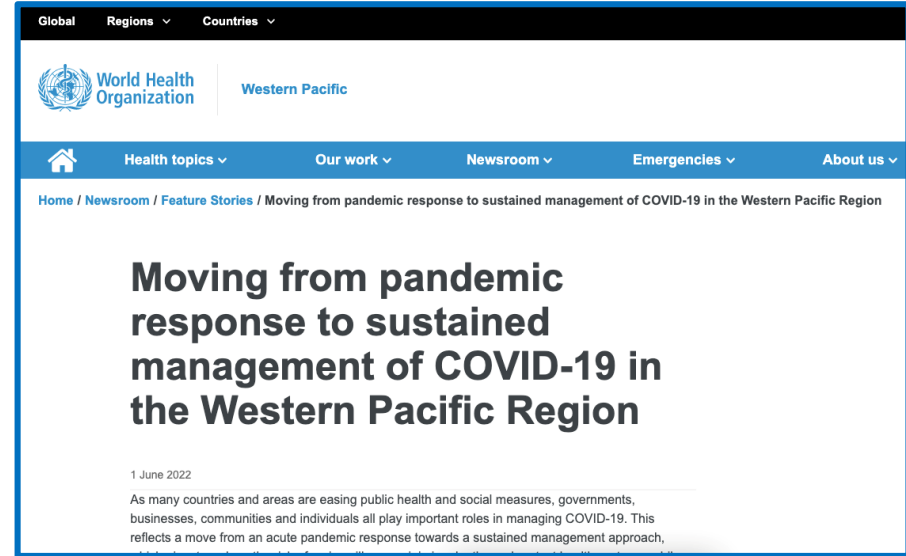 Global Regions Countries
World Health
Organization
Western Pacific
Health topics Our work Newsroom Emergencies About us
Home / Newsroom / Feature Stories / Moving from pandemic response to sustained management of COVID-19 in the Western Pacific Region
Moving from pandemic
response to sustained
management of COVID-19 in
the Western Pacific Region
1 June 2022
As many countries and areas are easing public health and social measures, governments,
businesses, communities and individuals all play important roles in managing COVID-19. This
reflects a move from an acute pandemic response towards a sustained management approach,